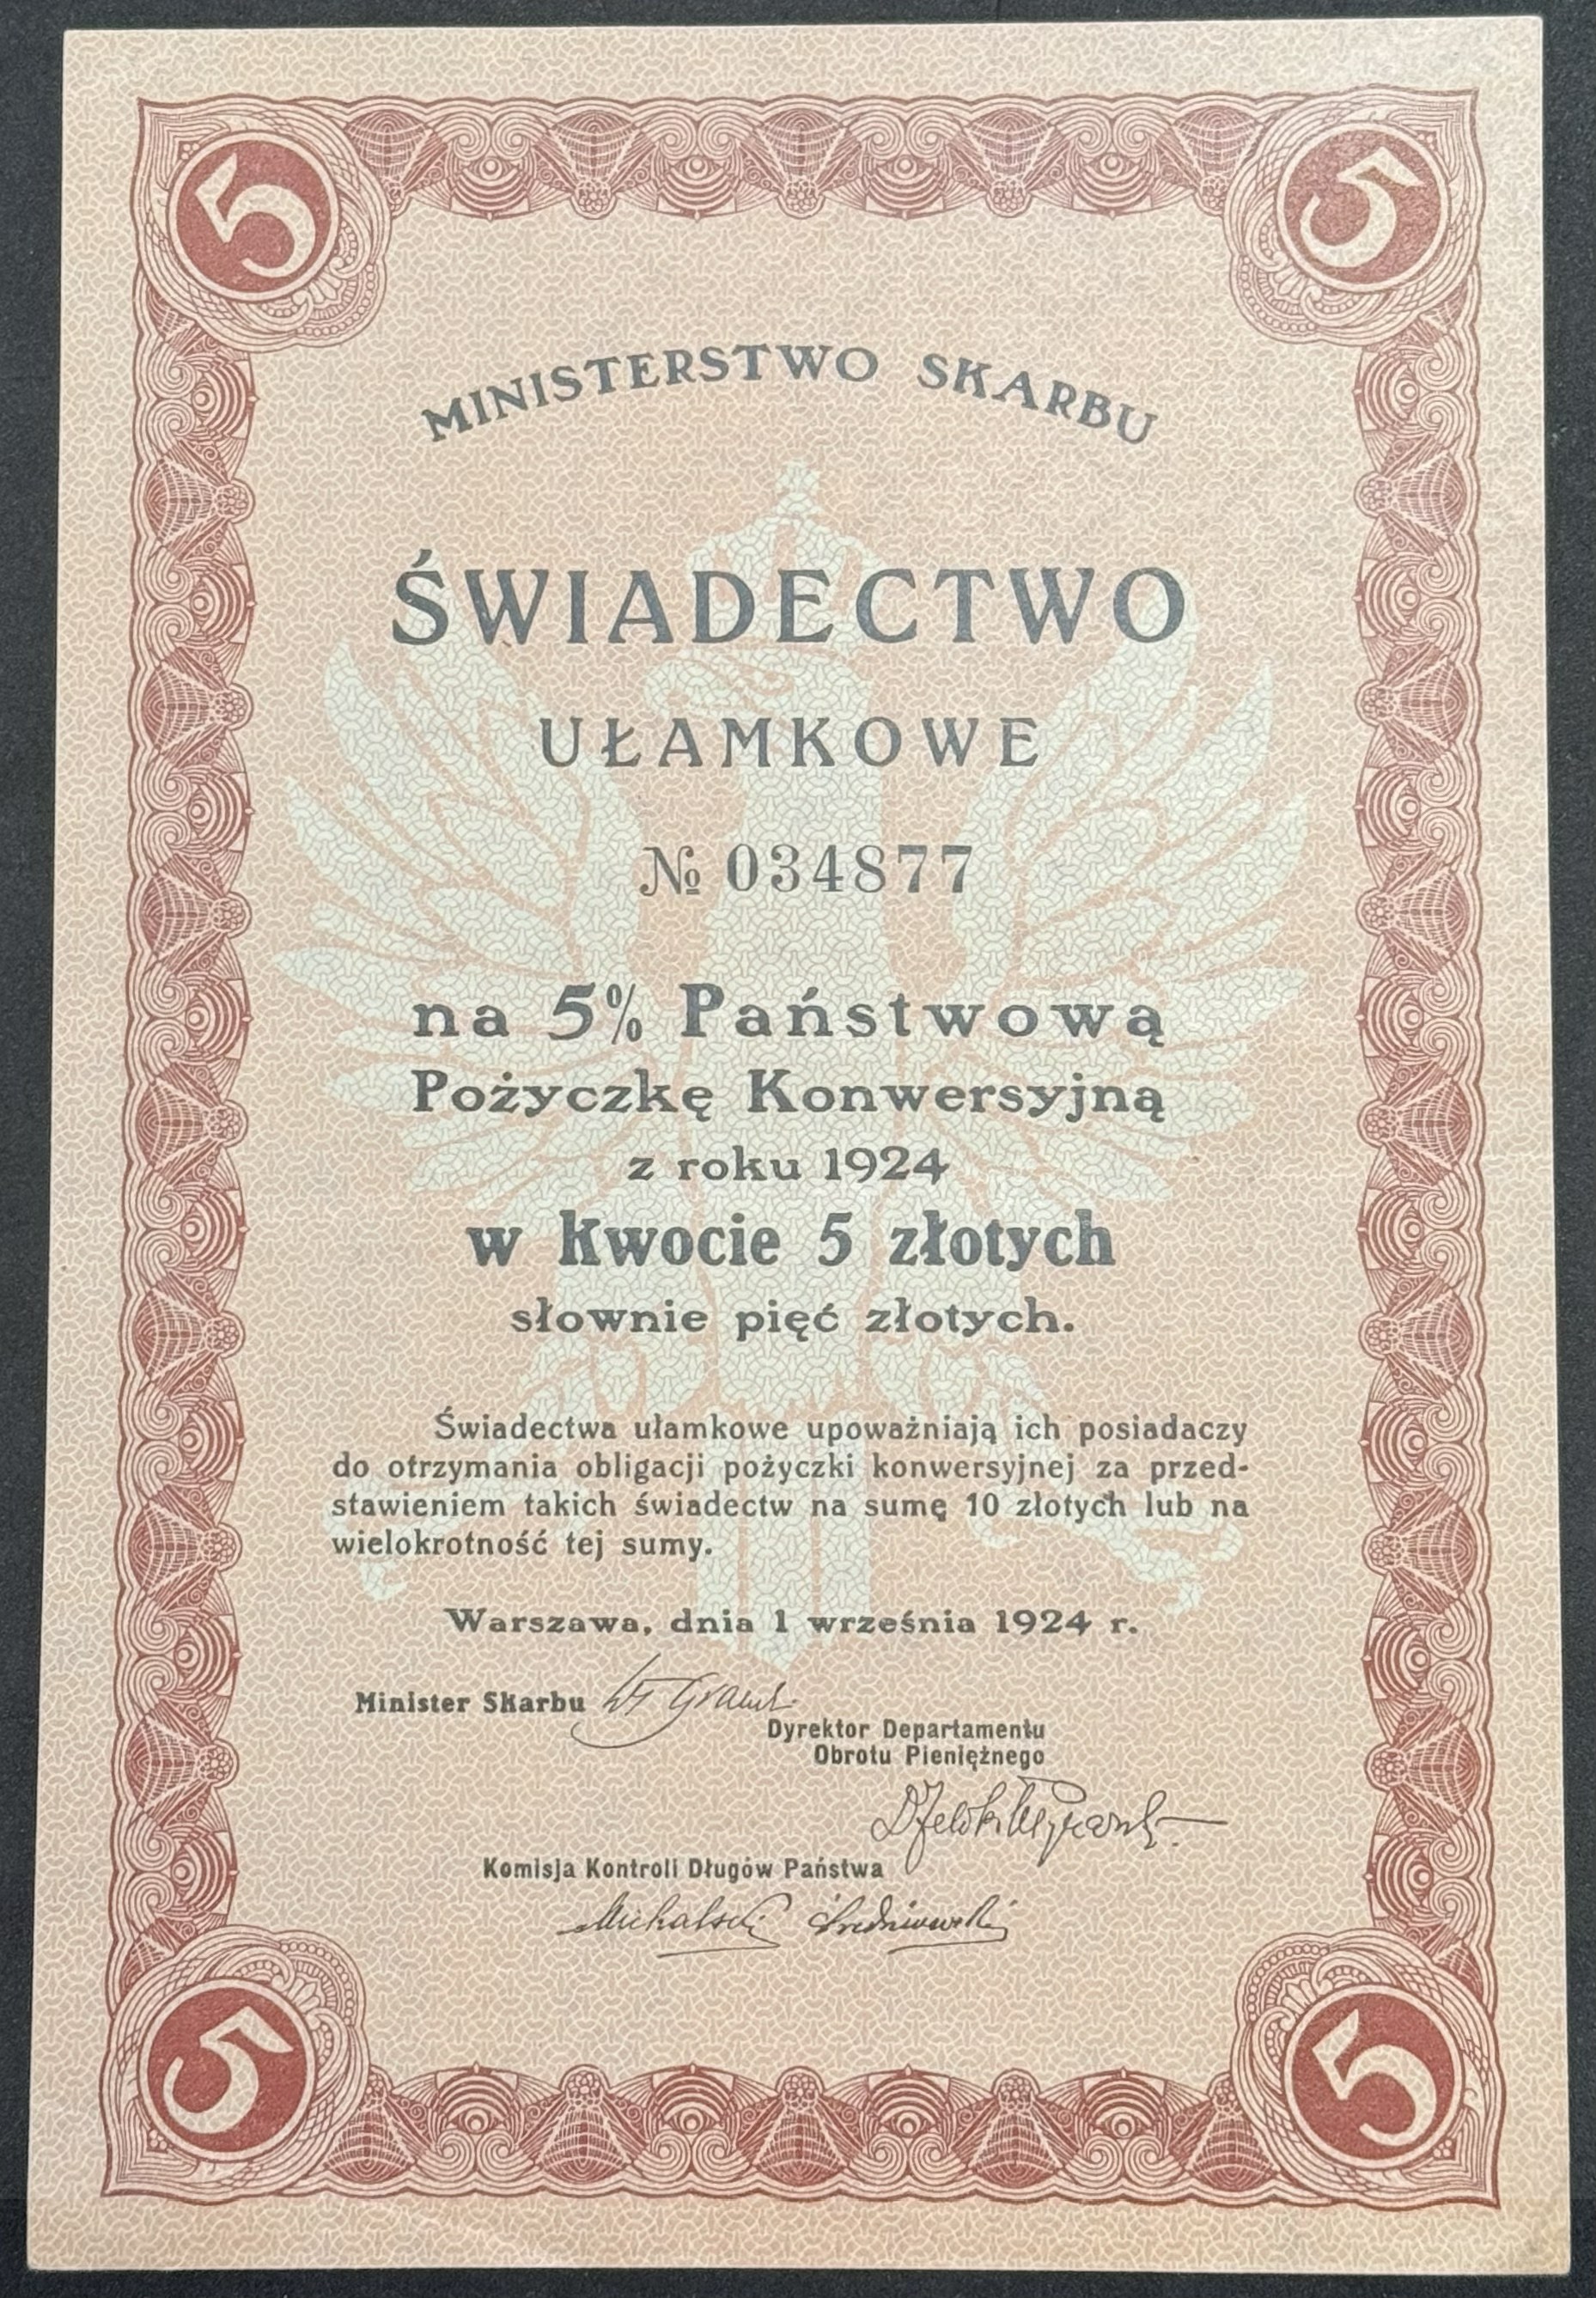 5 5
MINISTERSTWO SKARBU
ŚWIADECTWO
UŁAMKOWE
№ 034877
na 5% Państwową
Pożyczkę Konwersyjną
z roku 1924
w kwocie 5 złotych
słownie pięć złotych.
Świadectwa ułamkowe upoważniają ich posiadaczy
do otrzymania obligacji pożyczki konwersyjnej za przed-
stawieniem takich świadectw na sumę 10 złotych lub na
wielokrotność tej sumy.
Warszawa, dnia 1 września 1924 r.
Minister Skarbu
Dyrektor Departamentu
Obrotu Pieniężnego
Komisja Kontroli Długów Państwa
Michalski
5 5